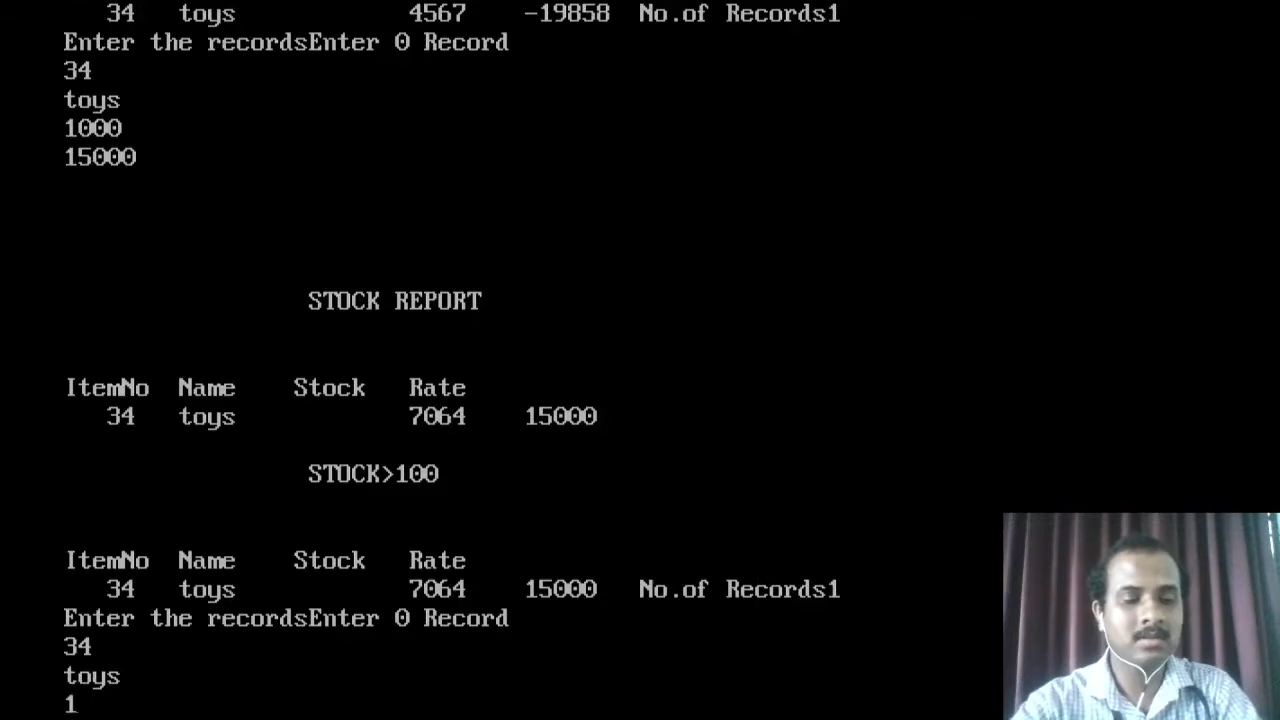 34 toys 4567 -19858 No.of Records1
Enter the recordsEnter 0 Record
34
toys
1000
15000
STOCK REPORT
ItemNo Name Stock Rate
34 toys 7064 15000
STOCK>100
ItemNo Name Stock Rate
34 toys 7064 15000 No.of Records1
Enter the recordsEnter 0 Record
34
toys
1